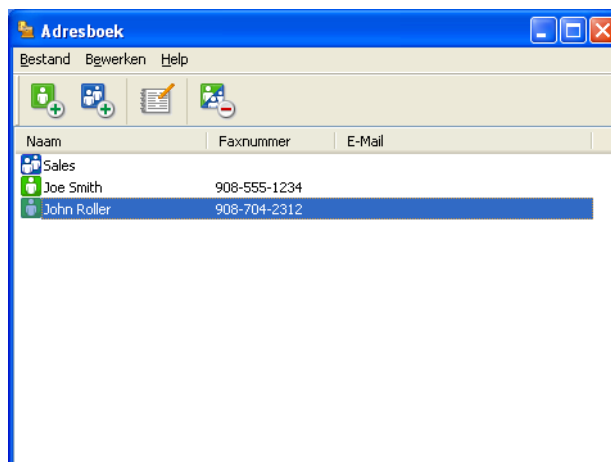 Adresboek
Bestand Bewerken Help
Naam Faxnummer E-Mail
Sales
Joe Smith 908-555-1234
John Roller 908-704-2312